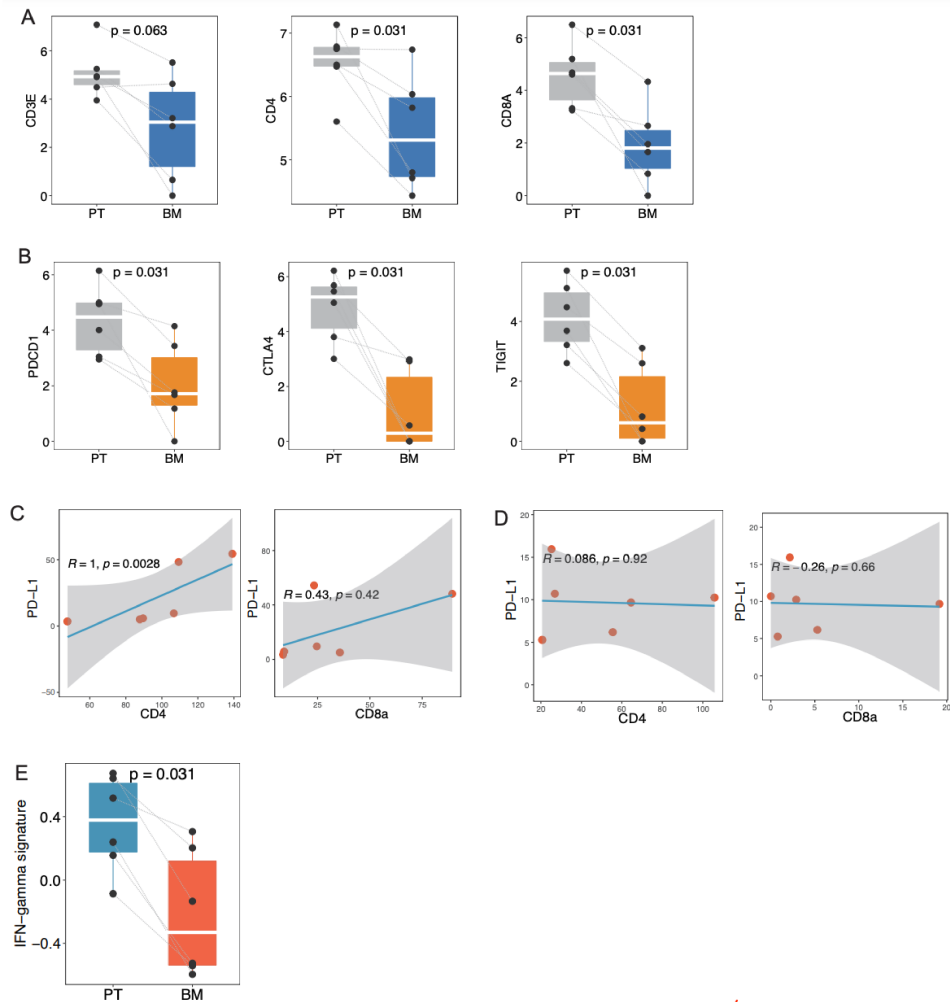 A
p = 0.063
CD3E
6
4
2
0
PT
BM
p = 0.031
CD4
7
6
5
PT
BM
p = 0.031
CD8A
6
4
2
0
PT
BM
B
p = 0.031
PDCD1
6
4
2
0
PT
BM
p = 0.031
CTLA4
6
4
2
0
PT
BM
p = 0.031
TIGIT
4
2
0
PT
BM
C
R = 1, p = 0.0028
PD−L1
50
0
−50
60
80
100
120
140
CD4
R = 0.43, p = 0.42
PD−L1
80
40
0
25
50
75
CD8a
D
R = 0.086, p = 0.92
PD−L1
20
15
10
5
0
20
40
60
80
100
CD4
R = −0.26, p = 0.66
PD−L1
20
15
10
5
0
0
5
10
15
20
CD8a
E
p = 0.031
IFN−gamma signature
0.4
0.0
−0.4
PT
BM